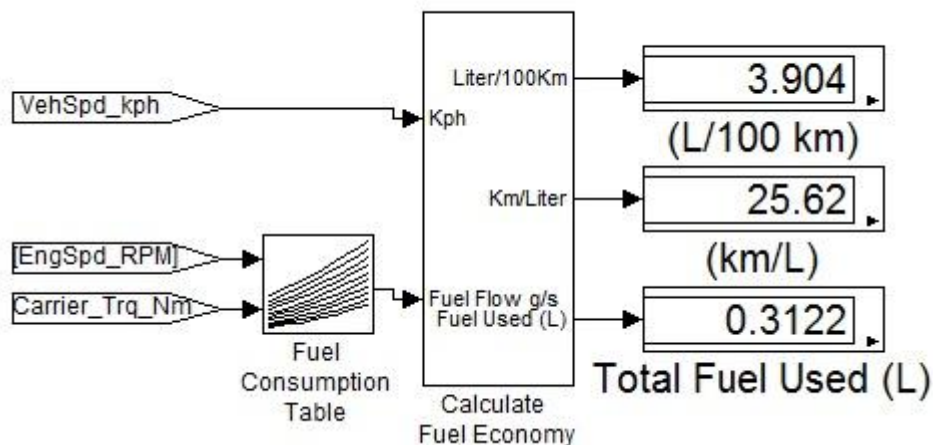 VehSpd_kph
[EngSpd_RPM]
Carrier_Trq_Nm
Fuel
Consumption
Table
Liter/100Km
Kph
Km/Liter
Fuel Flow g/s
Fuel Used (L)
Calculate
Fuel Economy
3.904
(L/100 km)
25.62
(km/L)
0.3122
Total Fuel Used (L)